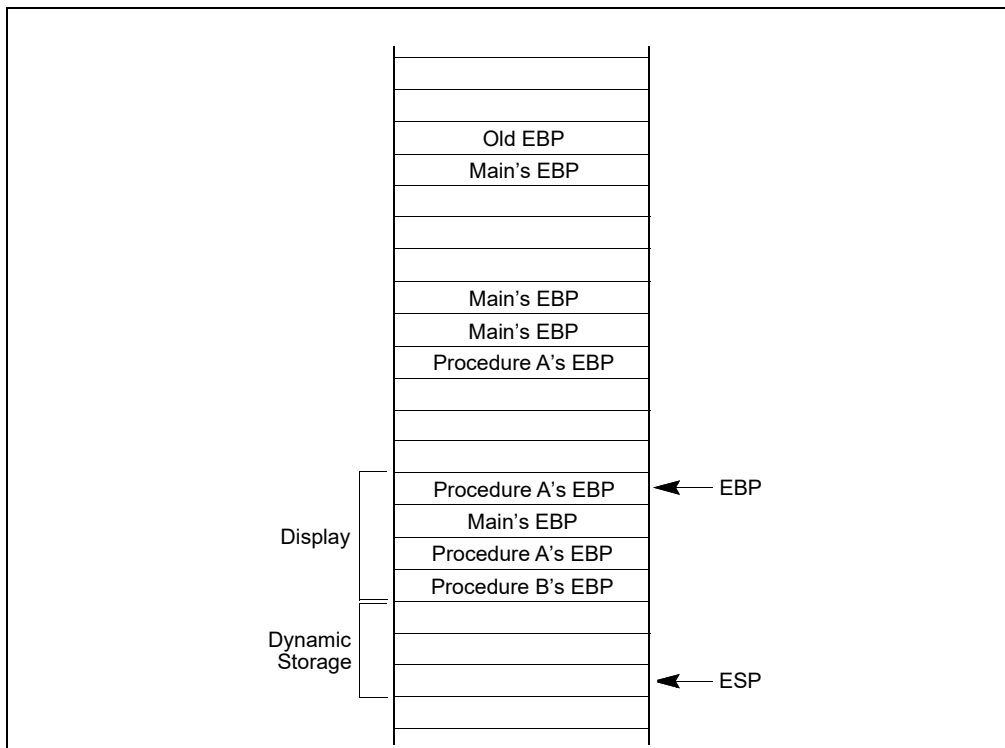 Old EBP
Main’s EBP
Main’s EBP
Main’s EBP
Procedure A’s EBP
Procedure A’s EBP
EBP
Main’s EBP
Display
Procedure A’s EBP
Procedure B’s EBP
Dynamic
Storage
ESP